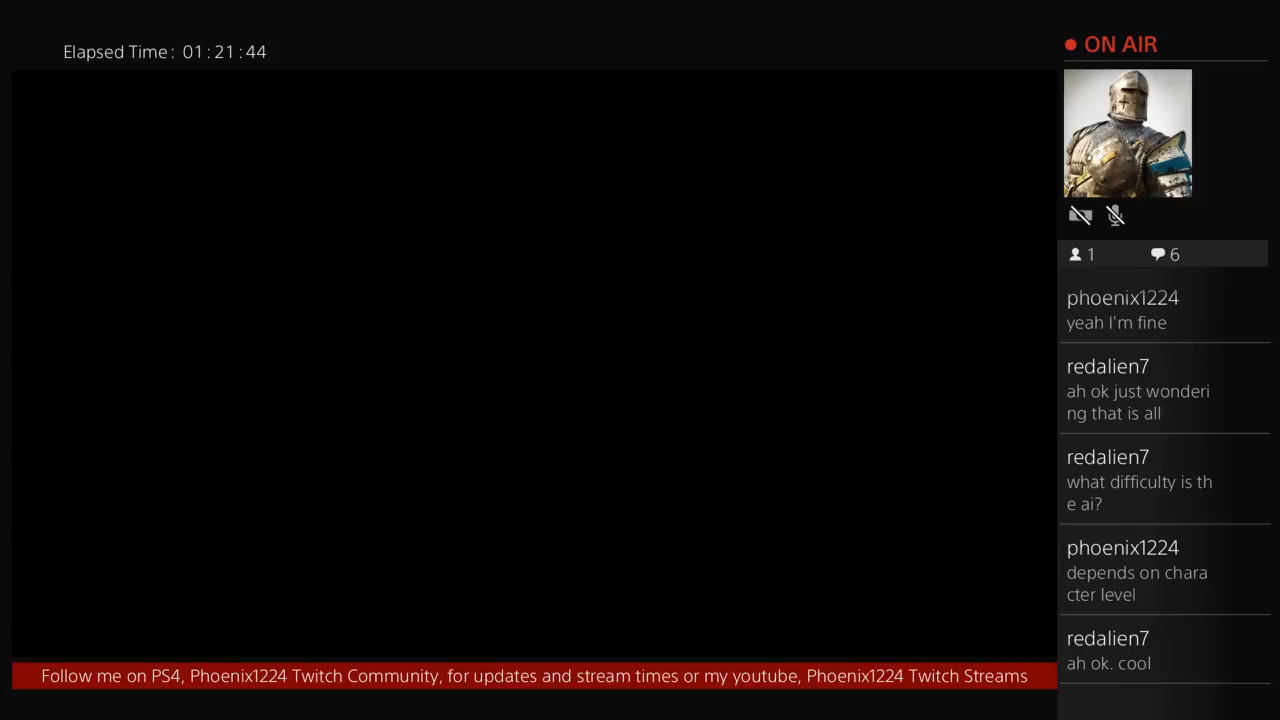 Elapsed Time: 01:21:44
ON AIR
1 6
phoenix1224
yeah I'm fine
redalien7
ah ok just wonderi
ng that is all
redalien7
what difficulty is th
e ai?
phoenix1224
depends on chara
cter level
redalien7
ah ok. cool
Follow me on PS4, Phoenix1224 Twitch Community, for updates and stream times or my youtube, Phoenix1224 Twitch Streams